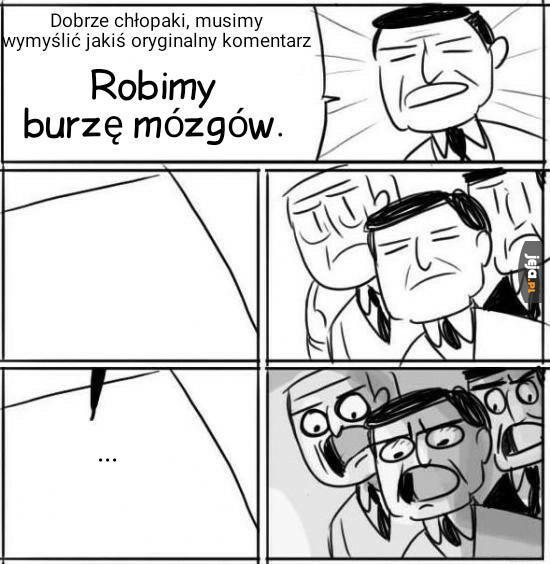 Dobrze chłopaki, musimy
wymyślić jakiś oryginalny komentarz
Robimy
burzę mózgów.
jeja.pl
...